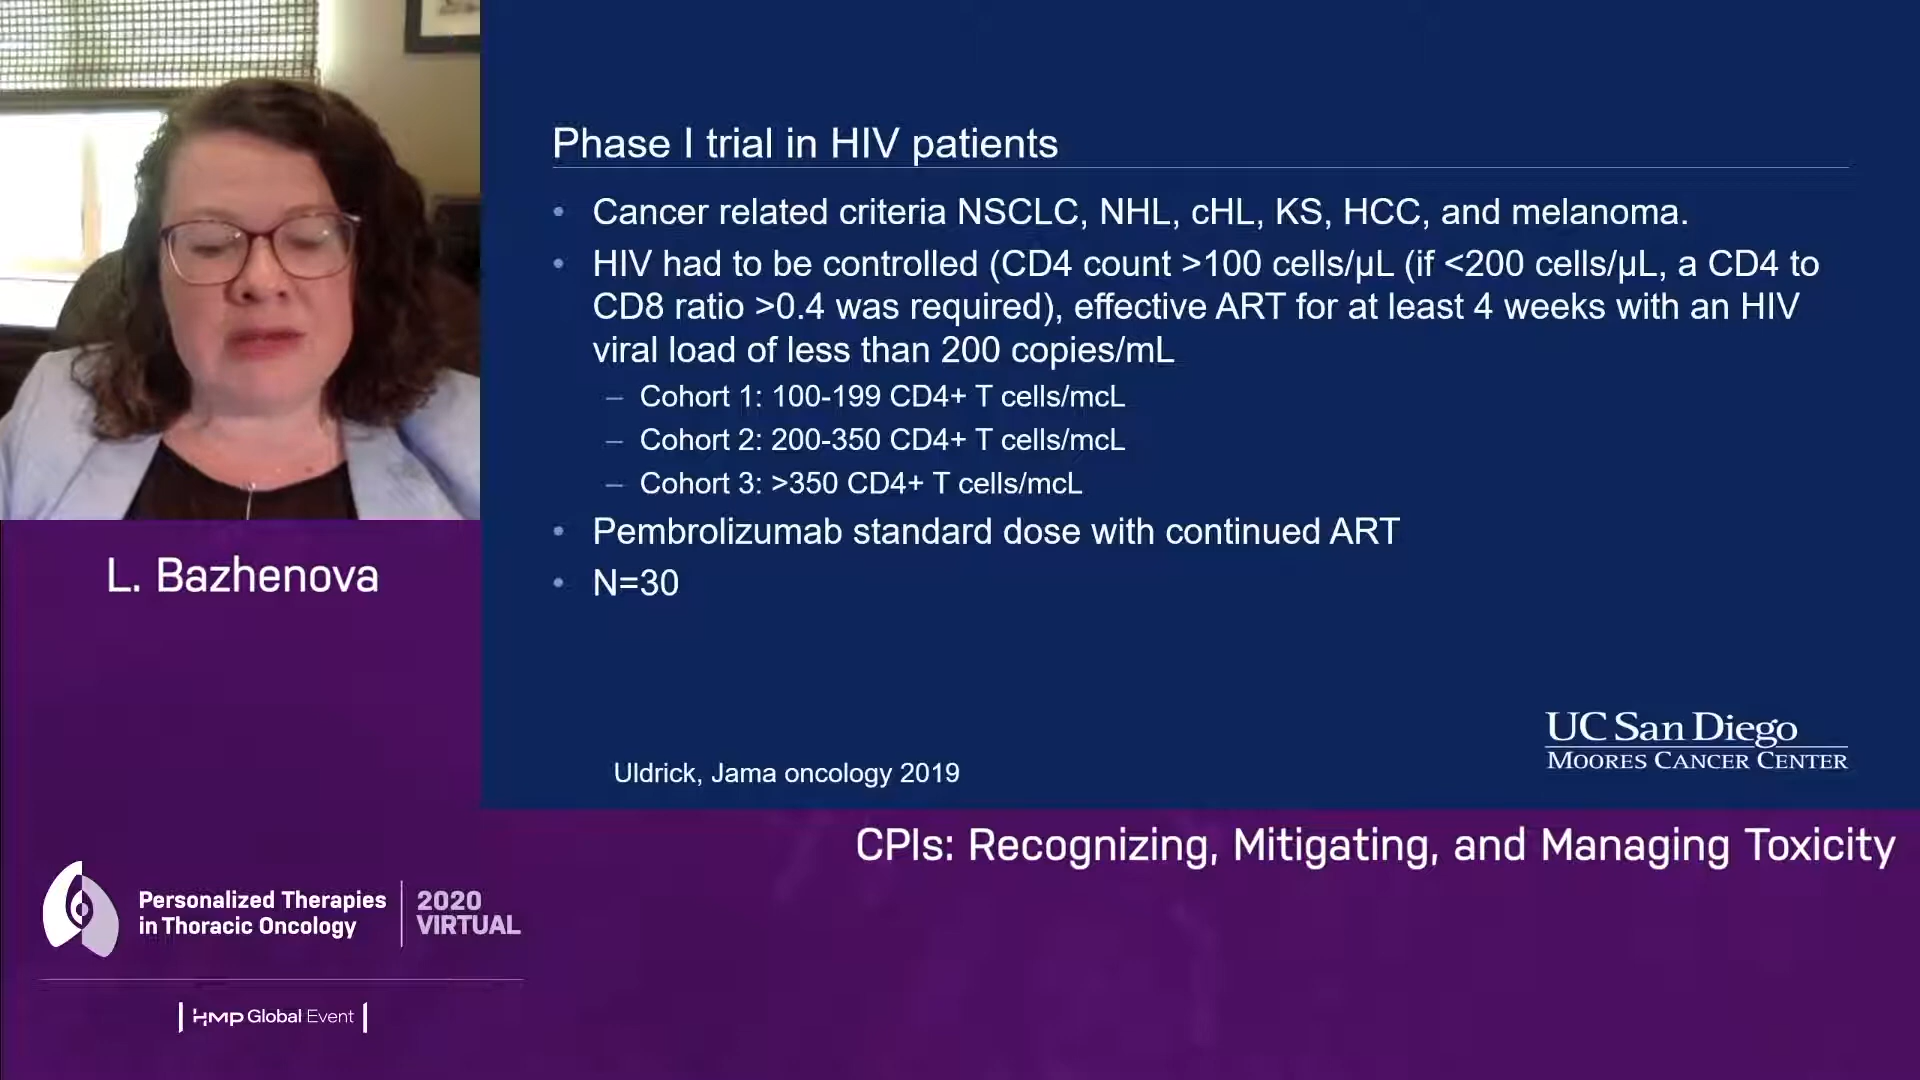 Phase I trial in HIV patients
• Cancer related criteria NSCLC, NHL, cHL, KS, HCC, and melanoma.
• HIV had to be controlled (CD4 count >100 cells/µL (if <200 cells/µL, a CD4 to
CD8 ratio >0.4 was required), effective ART for at least 4 weeks with an HIV
viral load of less than 200 copies/mL
– Cohort 1: 100-199 CD4+ T cells/mcL
– Cohort 2: 200-350 CD4+ T cells/mcL
– Cohort 3: >350 CD4+ T cells/mcL
• Pembrolizumab standard dose with continued ART
• N=30
Uldrick, Jama oncology 2019
UC San Diego
MOORES CANCER CENTER
L. Bazhenova
CPIs: Recognizing, Mitigating, and Managing Toxicity
Personalized Therapies
in Thoracic Oncology
2020
VIRTUAL
HMP Global Event